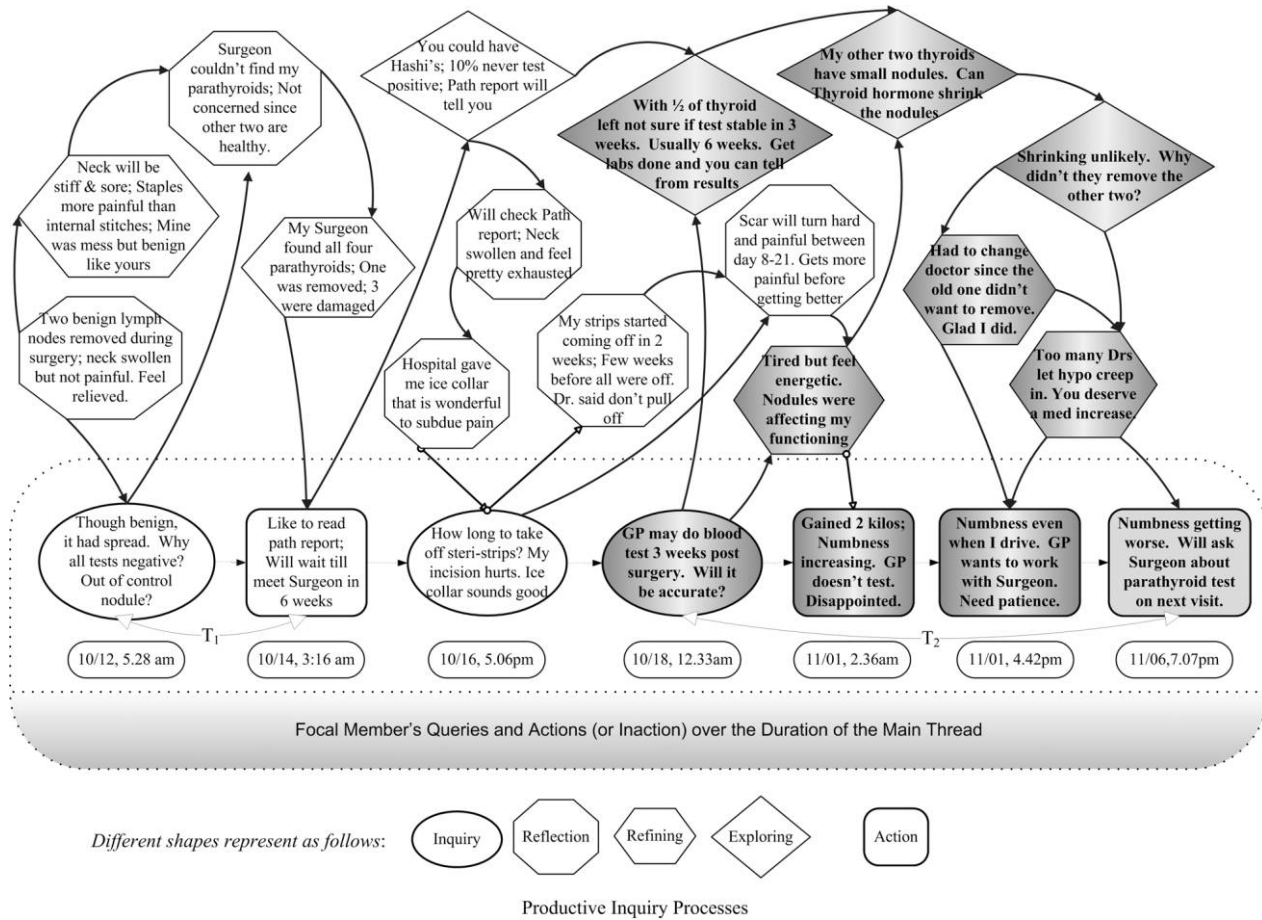 Surgeon
couldn't find my
parathyroids; Not
concerned since
other two are
healthy.
Neck will be
stiff & sore; Staples
more painful than
internal stitches; Mine
was mess but benign
like yours
Two benign lymph
nodes removed during
surgery; neck swollen
but not painful. Feel
relieved.
My Surgeon
found all four
parathyroids; One
was removed; 3
were damaged
You could have
Hashi's; 10% never test
positive; Path report will
tell you
Will check Path
report; Neck
swollen and feel
pretty exhausted
Hospital gave
me ice collar
that is wonderful
to subdue pain
My strips started
coming off in 2
weeks; Few weeks
before all were off.
Dr. said don't pull
off
With ½ of thyroid
left not sure if test stable in 3
weeks. Usually 6 weeks. Get
labs done and you can tell
from results
Scar will turn hard
and painful between
day 8-21. Gets more
painful before
getting better
My other two thyroids
have small nodules. Can
Thyroid hormone shrink
the nodules
Shrinking unlikely. Why
didn't they remove the
other two?
Had to change
doctor since the
old one didn't
want to remove.
Glad I did.
Tired but feel
energetic.
Nodules were
affecting my
functioning
Too many Drs
let hypo creep
in. You deserve
a med increase.
Though benign,
it had spread. Why
all tests negative?
Out of control
nodule?
Like to read
path report;
Will wait till
meet Surgeon in
6 weeks
How long to take
off steri-strips? My
incision hurts. Ice
collar sounds good
GP may do blood
test 3 weeks post
surgery. Will it
be accurate?
Gained 2 kilos;
Numbness
increasing. GP
doesn't test.
Disappointed.
Numbness even
when I drive. GP
wants to work
with Surgeon.
Need patience.
Numbness getting
worse. Will ask
Surgeon about
parathyroid test
on next visit.
T1
T2
10/12, 5.28 am
10/14, 3:16 am
10/16, 5.06pm
10/18, 12.33am
11/01, 2.36am
11/01, 4.42pm
11/06,7.07pm
Focal Member's Queries and Actions (or Inaction) over the Duration of the Main Thread
Different shapes represent as follows:
Inquiry
Reflection
Refining
Exploring
Action
Productive Inquiry Processes